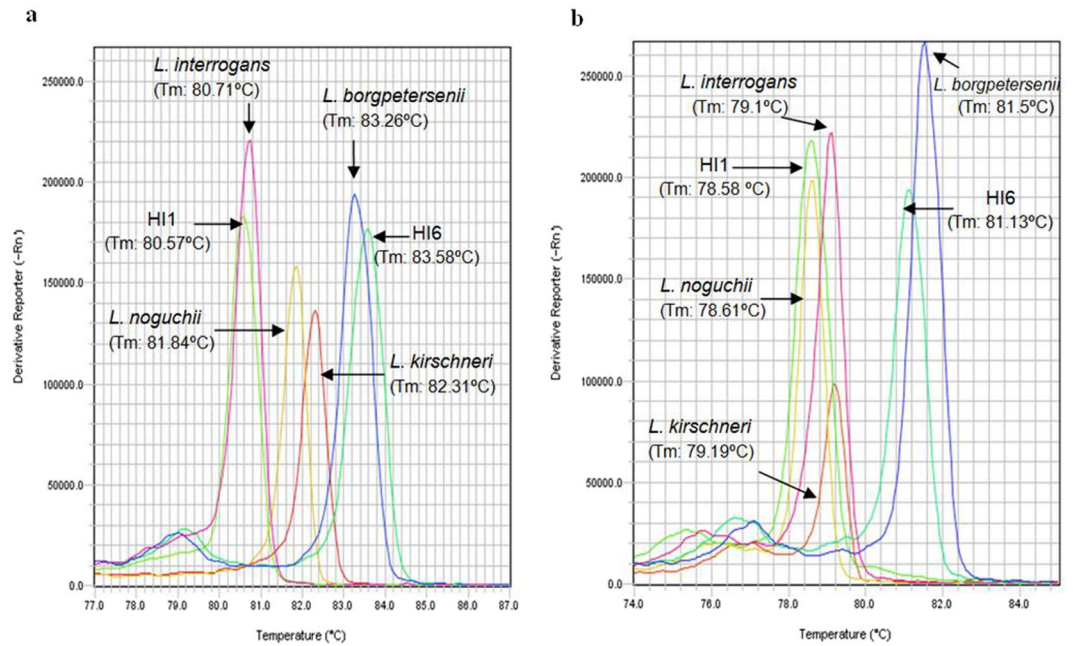 a
L. interrogans
(Tm: 80.71ºC)
L. borgpetersenii
(Tm: 83.26ºC)
HI1
(Tm: 80.57ºC)
HI6
(Tm: 83.58ºC)
L. noguchii
(Tm: 81.84ºC)
L. kirschneri
(Tm: 82.31ºC)
Derivative Reporter (-Rn')
250000.0
200000.0
150000.0
100000.0
50000.0
0.0
77.0 78.0 79.0 80.0 81.0 82.0 83.0 84.0 85.0 86.0 87.0
Temperature (°C)
b
L. interrogans
(Tm: 79.1ºC)
L. borgpetersenii
(Tm: 81.5ºC)
HI1
(Tm: 78.58 ºC)
HI6
(Tm: 81.13ºC)
L. noguchii
(Tm: 78.61ºC)
L. kirschneri
(Tm: 79.19ºC)
Derivative Reporter (-Rn')
250000.0
200000.0
150000.0
100000.0
50000.0
0.0
74.0 76.0 78.0 80.0 82.0 84.0
Temperature (°C)